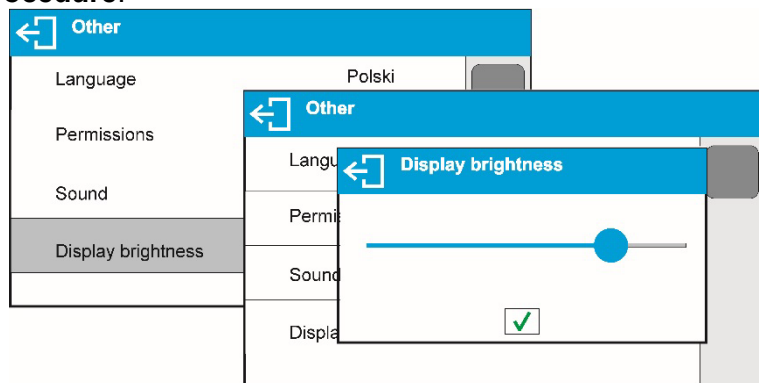 Other
Language Polski
Permissions
Sound
Display brightness
Other
Langu
Permi
Sound
Displa
Display brightness